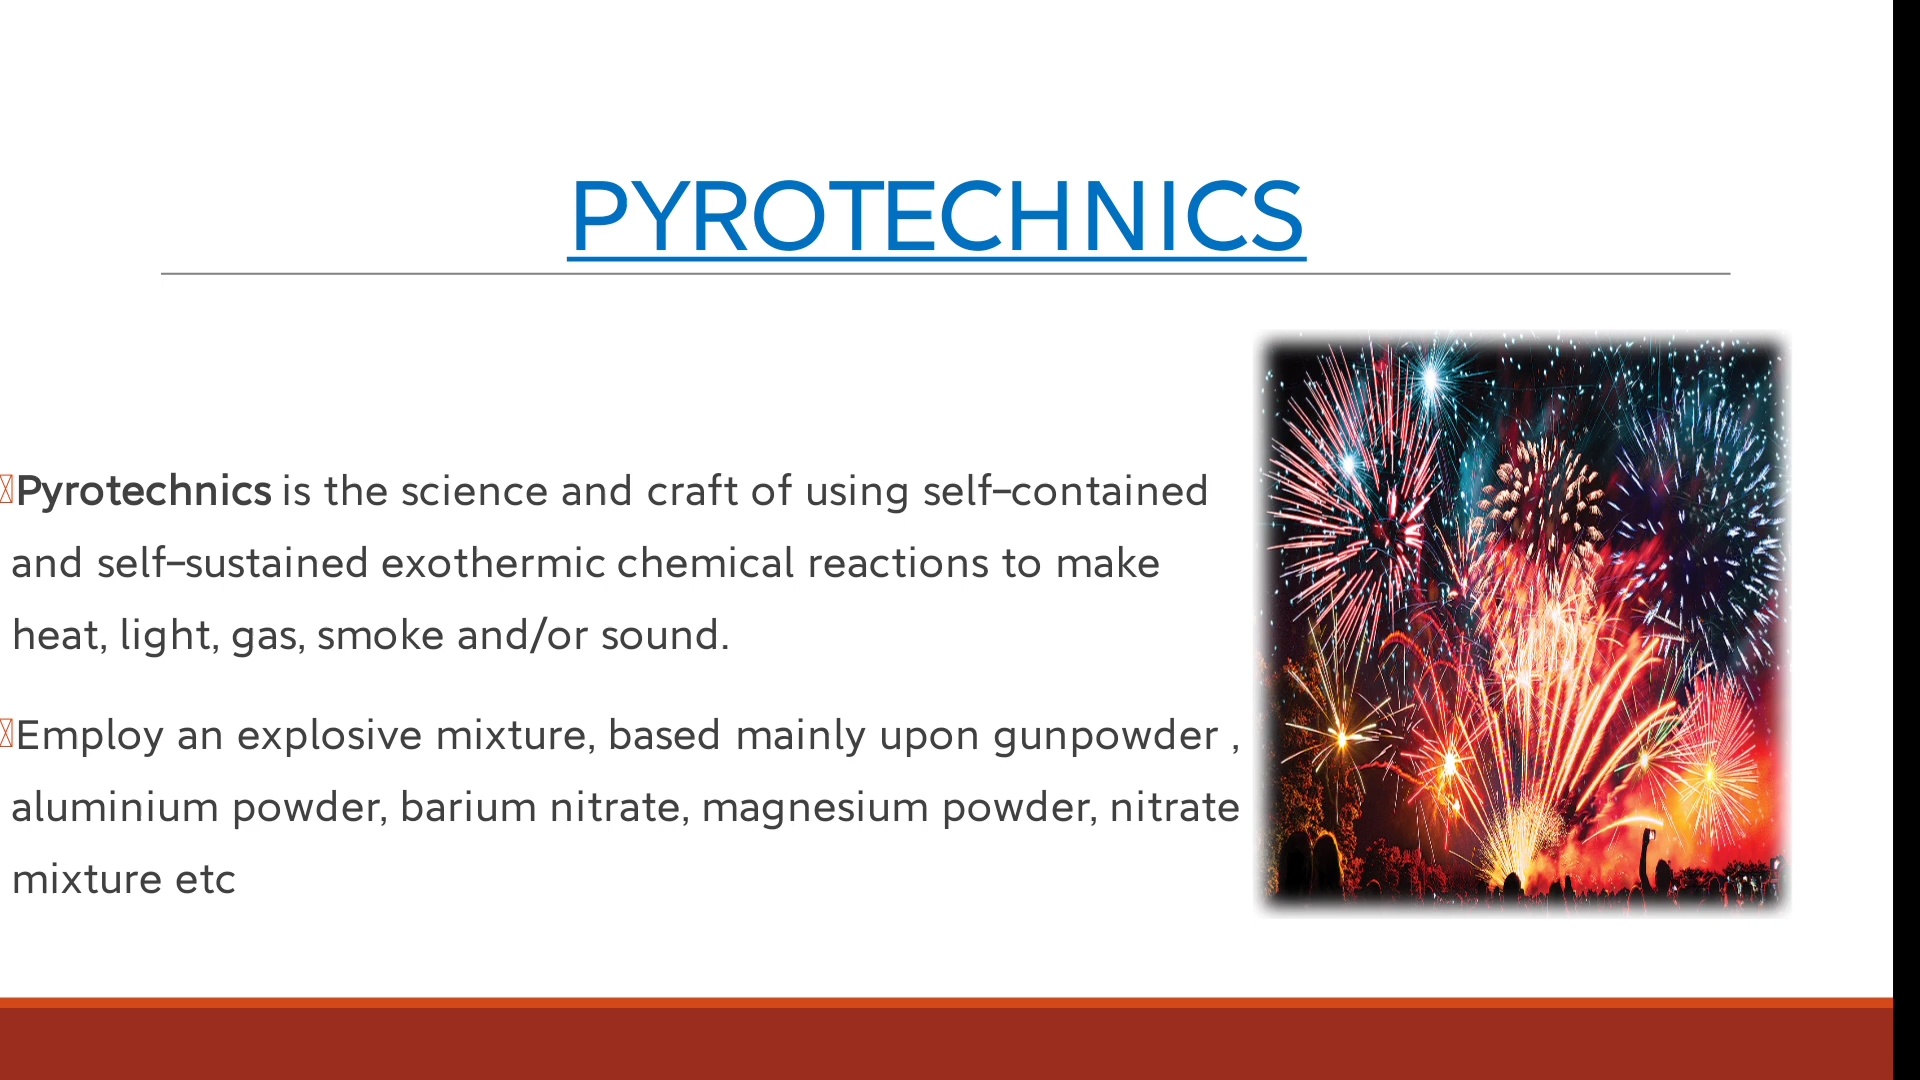 PYROTECHNICS
Pyrotechnics is the science and craft of using self-contained
and self-sustained exothermic chemical reactions to make
heat, light, gas, smoke and/or sound.
Employ an explosive mixture, based mainly upon gunpowder ,
aluminium powder, barium nitrate, magnesium powder, nitrate
mixture etc